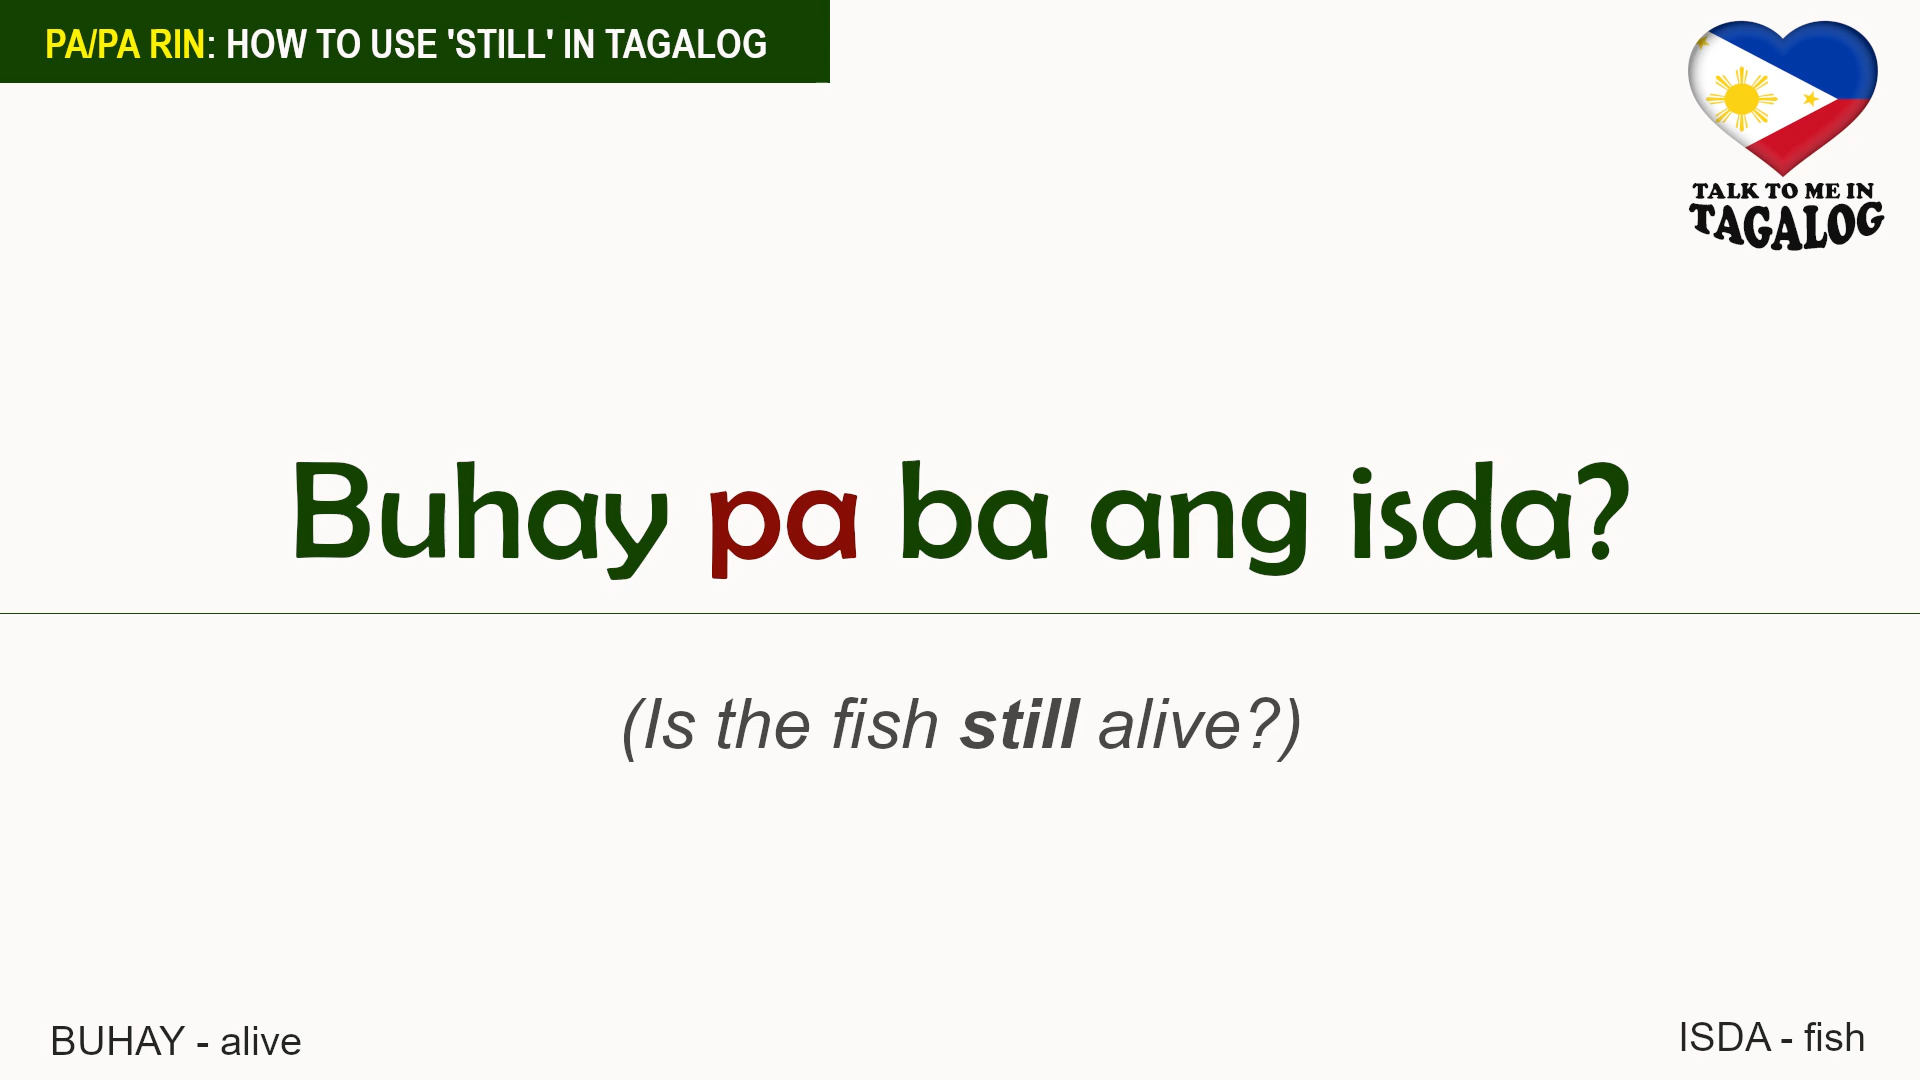 PA/PA RIN: HOW TO USE 'STILL' IN TAGALOG
TALK TO ME IN
TAGALOG
Buhay pa ba ang isda?
(Is the fish still alive?)
BUHAY - alive
ISDA - fish